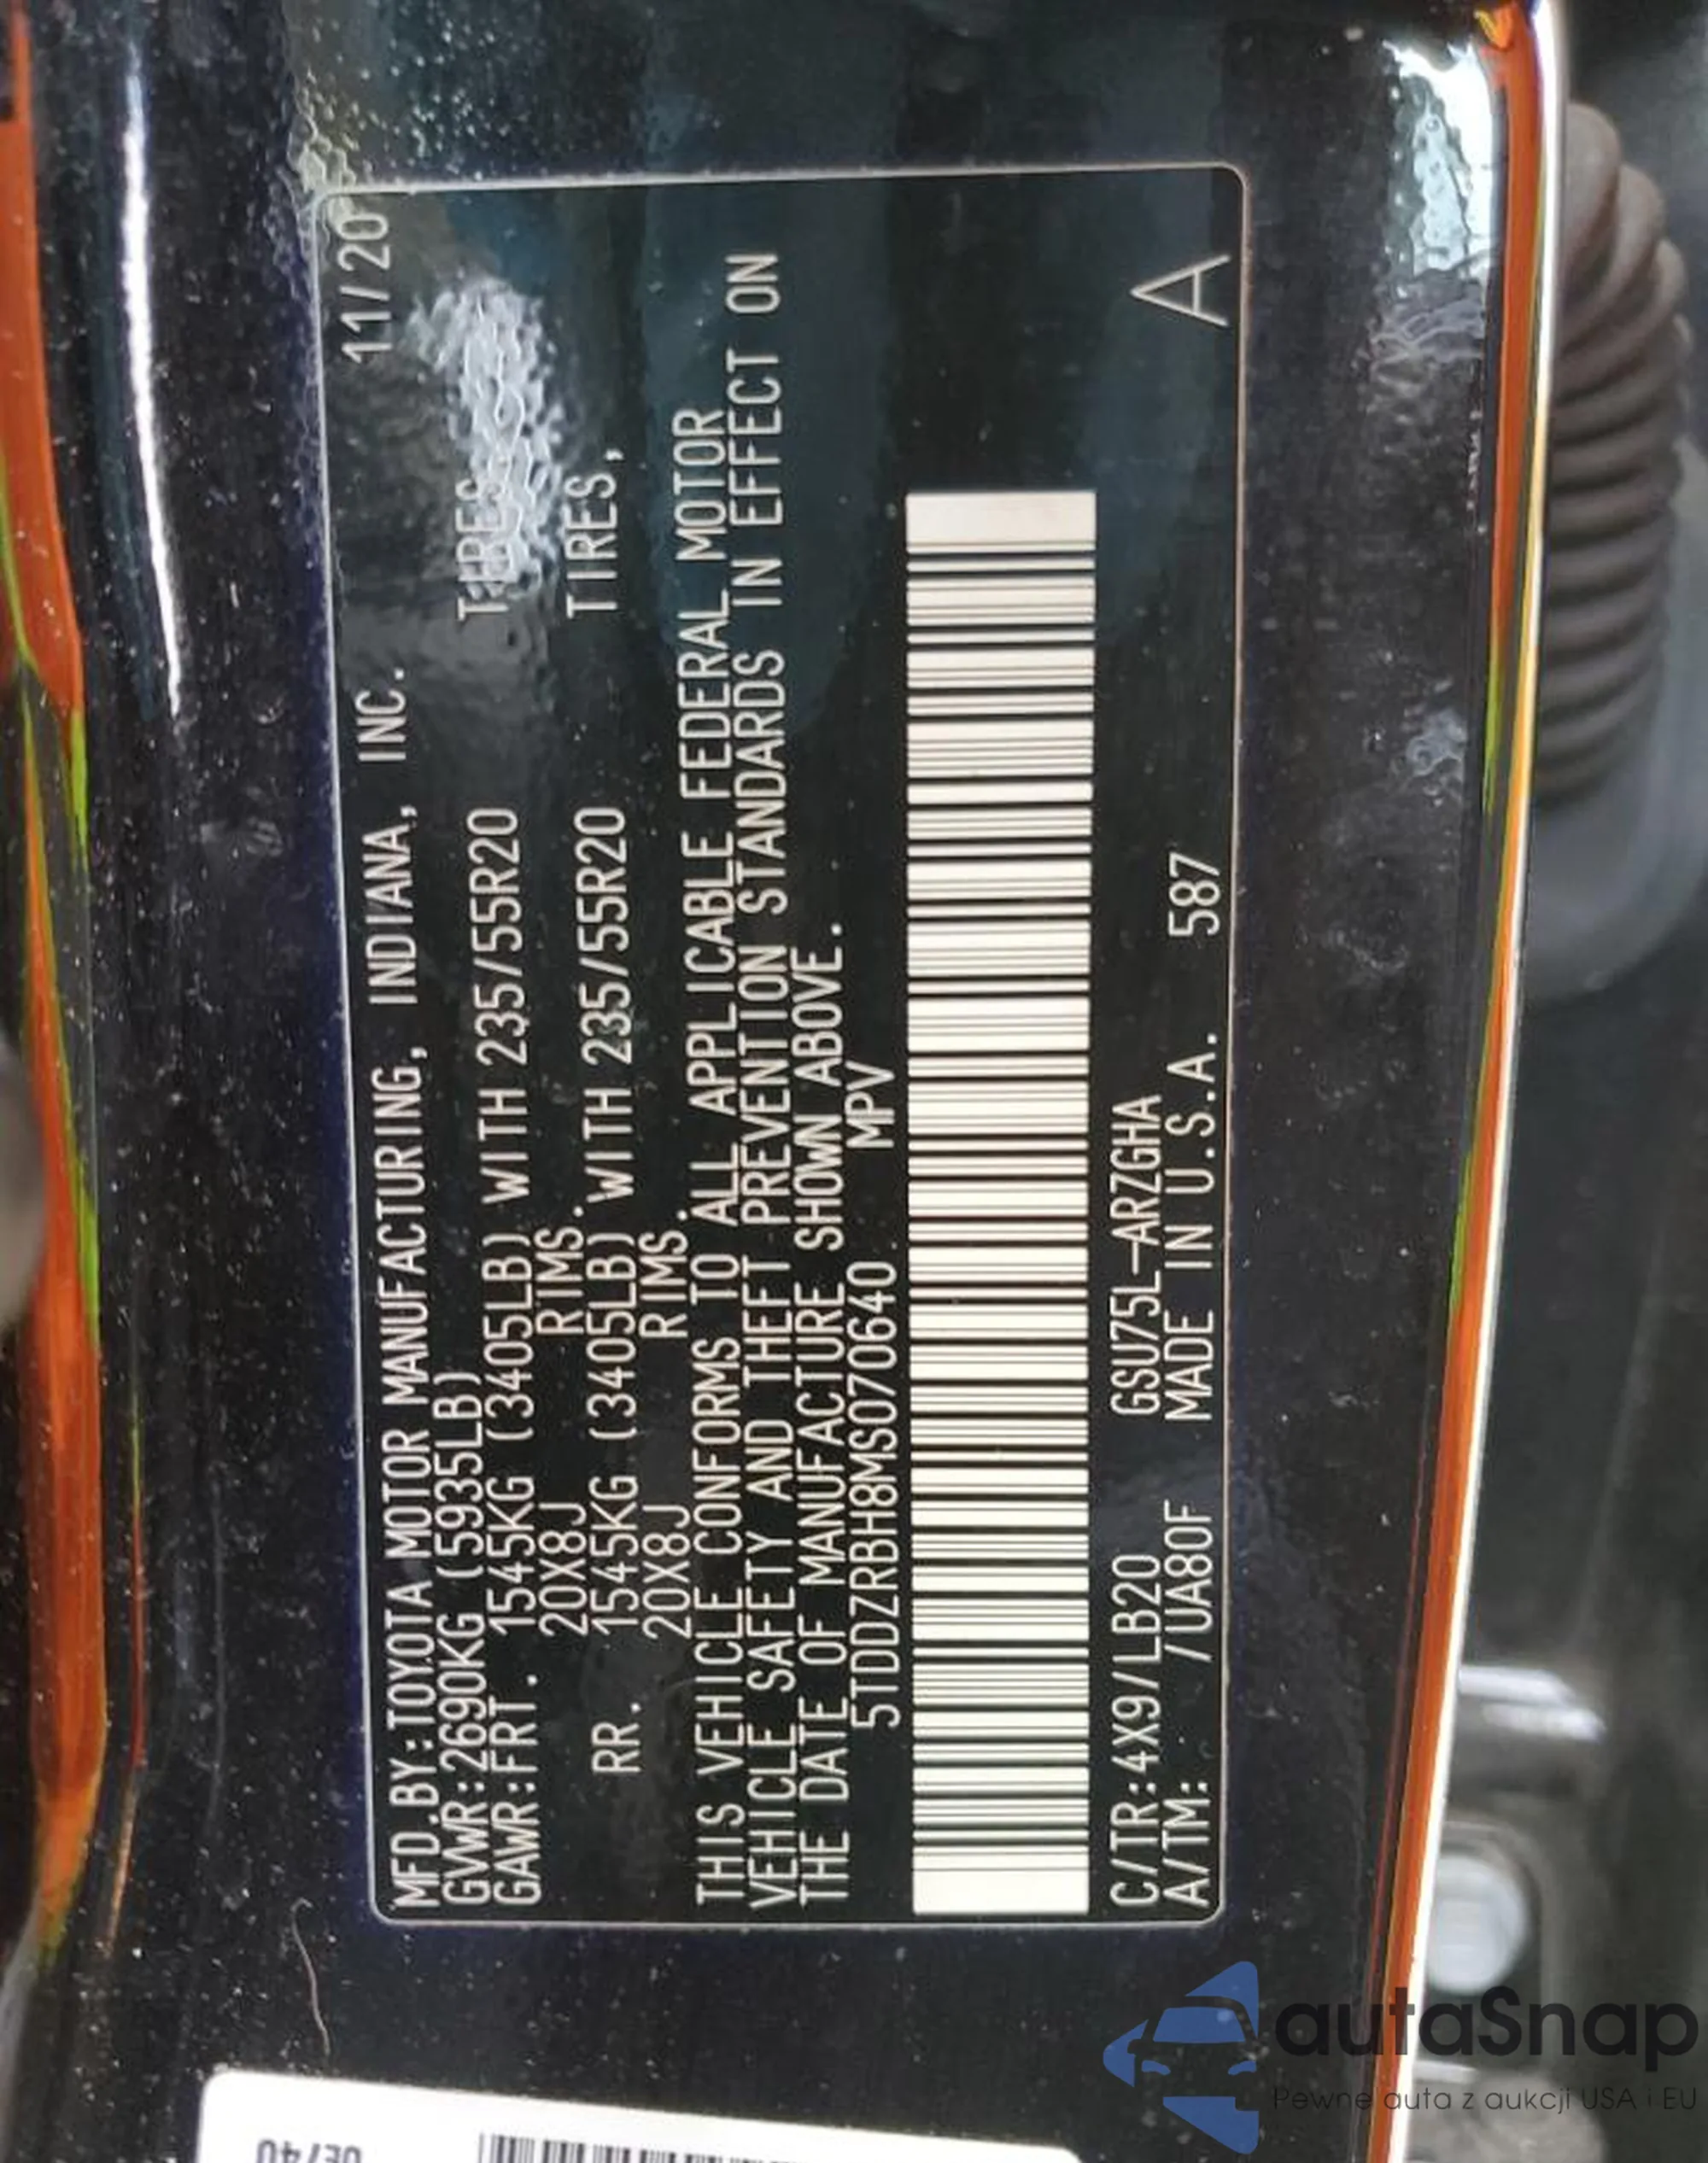 11/20
MFD.BY:TOYOTA MOTOR MANUFACTURING, INDIANA, INC.
GVWR:2690KG (5935LB)
GAWR:FRT. 1545KG (3405LB) WITH 235/55R20 TIRES
20X8J RIMS.
RR. 1545KG (3405LB) WITH 235/55R20 TIRES,
20X8J RIMS.
THIS VEHICLE CONFORMS TO ALL APPLICABLE FEDERAL MOTOR
VEHICLE SAFETY AND THEFT PREVENTION STANDARDS IN EFFECT ON
THE DATE OF MANUFACTURE SHOWN ABOVE.
5TDDZRBH8MS070640 MPV
C/TR:4X9/LB20 GSU75L-ARZGHA
A/TM: /UA80F MADE IN U.S.A. 587 A
autaSnap
Pewne auta z aukcji USA i EU